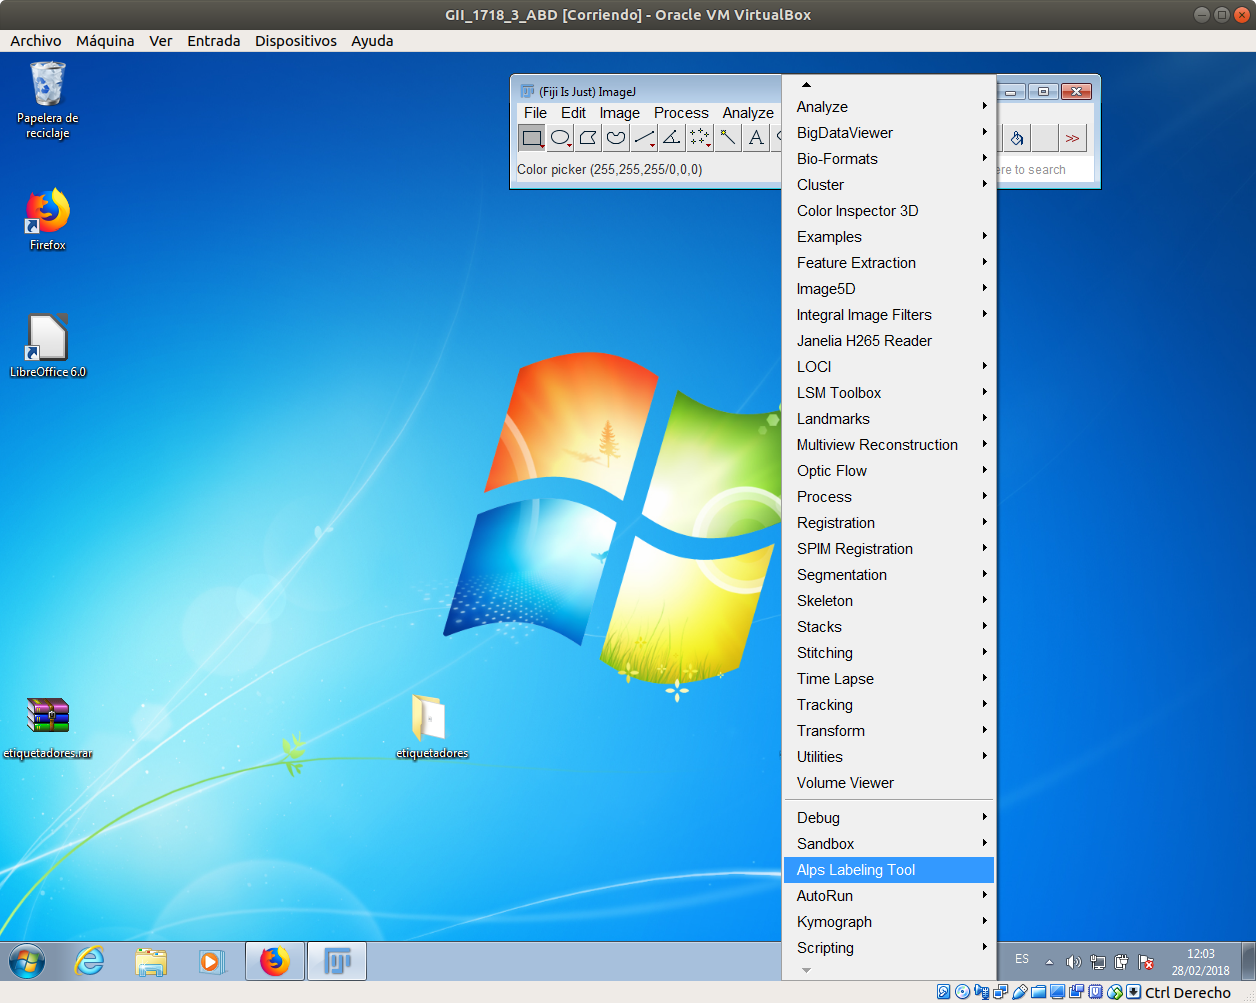 GII_1718_3_ABD [Corriendo] - Oracle VM VirtualBox
Archivo Máquina Ver Entrada Dispositivos Ayuda
Papelera de
reciclaje
Firefox
LibreOffice 6.0
etiquetadores.rar
etiquetadores
(Fiji Is Just) ImageJ
File Edit Image Process Analyze
A >>
Color picker (255,255,255/0,0,0)
ere to search
Analyze
BigDataViewer
Bio-Formats
Cluster
Color Inspector 3D
Examples
Feature Extraction
Image5D
Integral Image Filters
Janelia H265 Reader
LOCI
LSM Toolbox
Landmarks
Multiview Reconstruction
Optic Flow
Process
Registration
SPIM Registration
Segmentation
Skeleton
Stacks
Stitching
Time Lapse
Tracking
Transform
Utilities
Volume Viewer
Debug
Sandbox
Alps Labeling Tool
AutoRun
Kymograph
Scripting
ES
12:03
28/02/2018
Ctrl Derecho